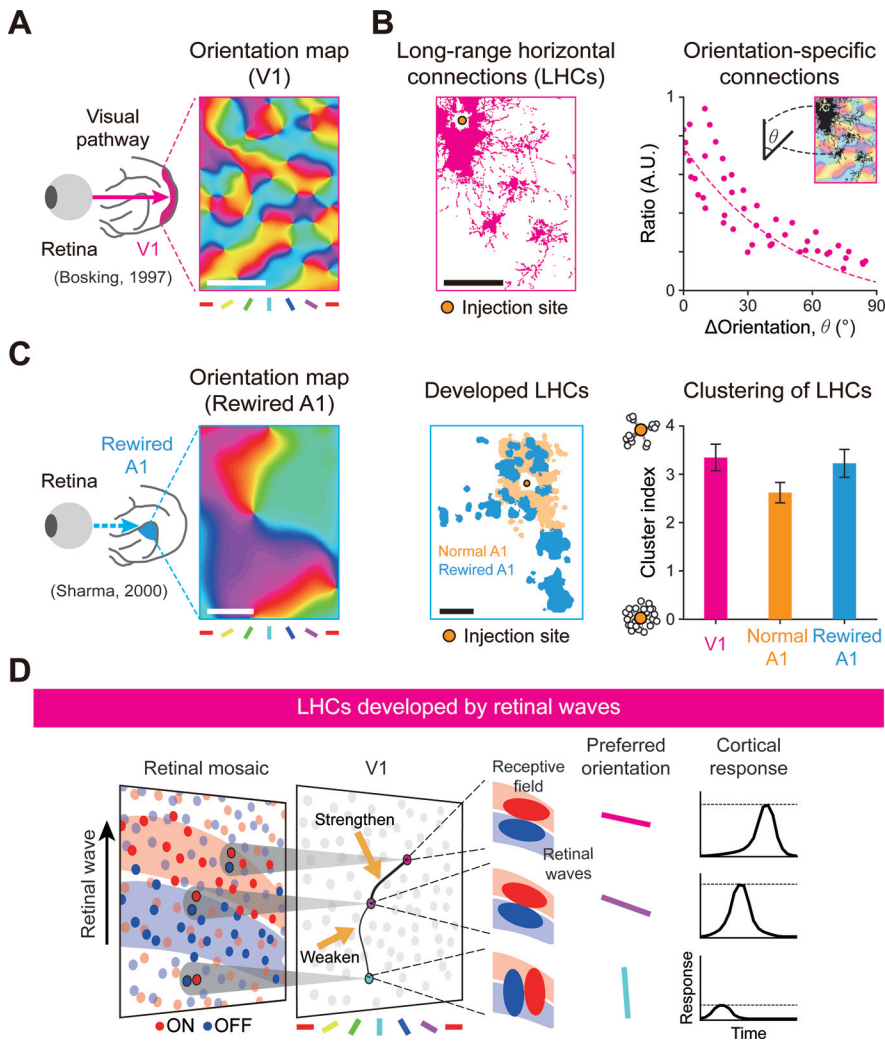 A
Orientation map
(V1)
Visual
pathway
Retina
V1
(Bosking, 1997)
B
Long-range horizontal
connections (LHCs)
Injection site
Orientation-specific
connections
Ratio (A.U.)
1
0
θ
0
30
60
90
ΔOrientation, θ (°)
C
Orientation map
(Rewired A1)
Rewired
A1
Retina
(Sharma, 2000)
Developed LHCs
Normal A1
Rewired A1
Injection site
Clustering of LHCs
Cluster index
4
3
2
1
0
V1
Normal
A1
Rewired
A1
D
LHCs developed by retinal waves
Retinal mosaic
Retinal wave
ON
OFF
V1
Strengthen
Weaken
Receptive
field
Retinal
waves
Preferred
orientation
Cortical
response
Response
Time